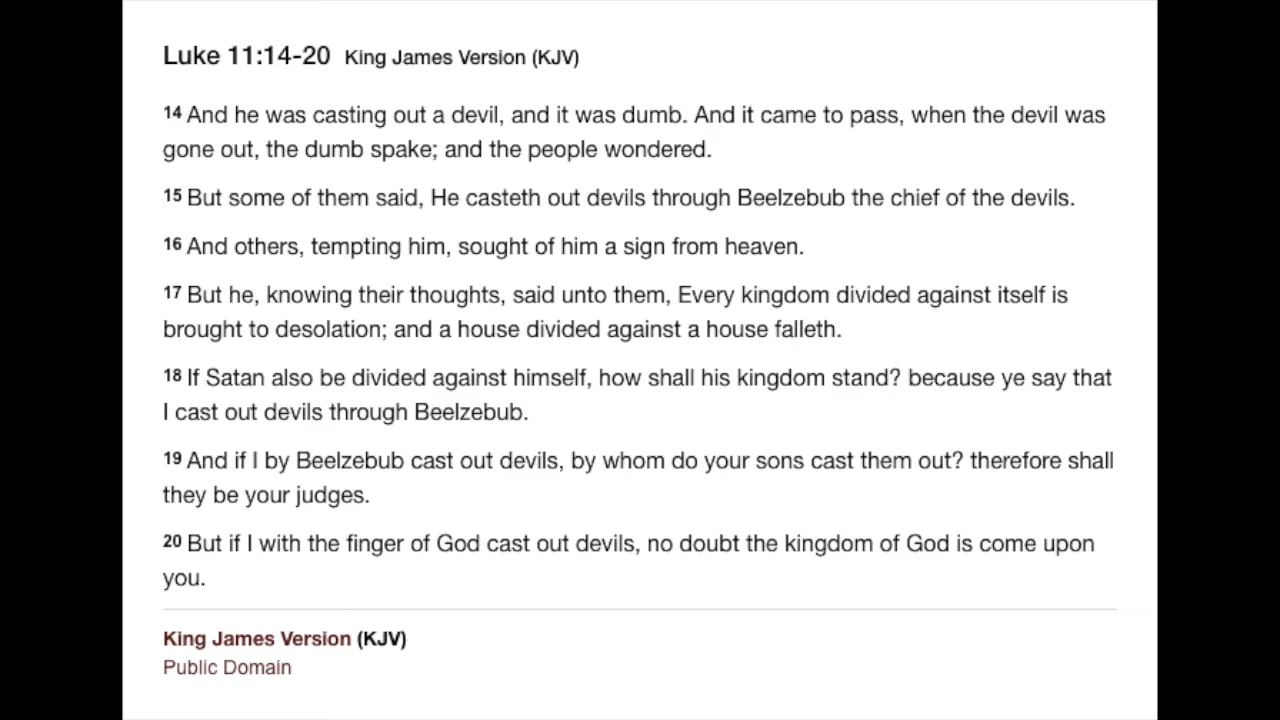 Luke 11:14-20 King James Version (KJV)
14 And he was casting out a devil, and it was dumb. And it came to pass, when the devil was
gone out, the dumb spake; and the people wondered.
15 But some of them said, He casteth out devils through Beelzebub the chief of the devils.
16 And others, tempting him, sought of him a sign from heaven.
17 But he, knowing their thoughts, said unto them, Every kingdom divided against itself is
brought to desolation; and a house divided against a house falleth.
18 If Satan also be divided against himself, how shall his kingdom stand? because ye say that
I cast out devils through Beelzebub.
19 And if I by Beelzebub cast out devils, by whom do your sons cast them out? therefore shall
they be your judges.
20 But if I with the finger of God cast out devils, no doubt the kingdom of God is come upon
you.
King James Version (KJV)
Public Domain